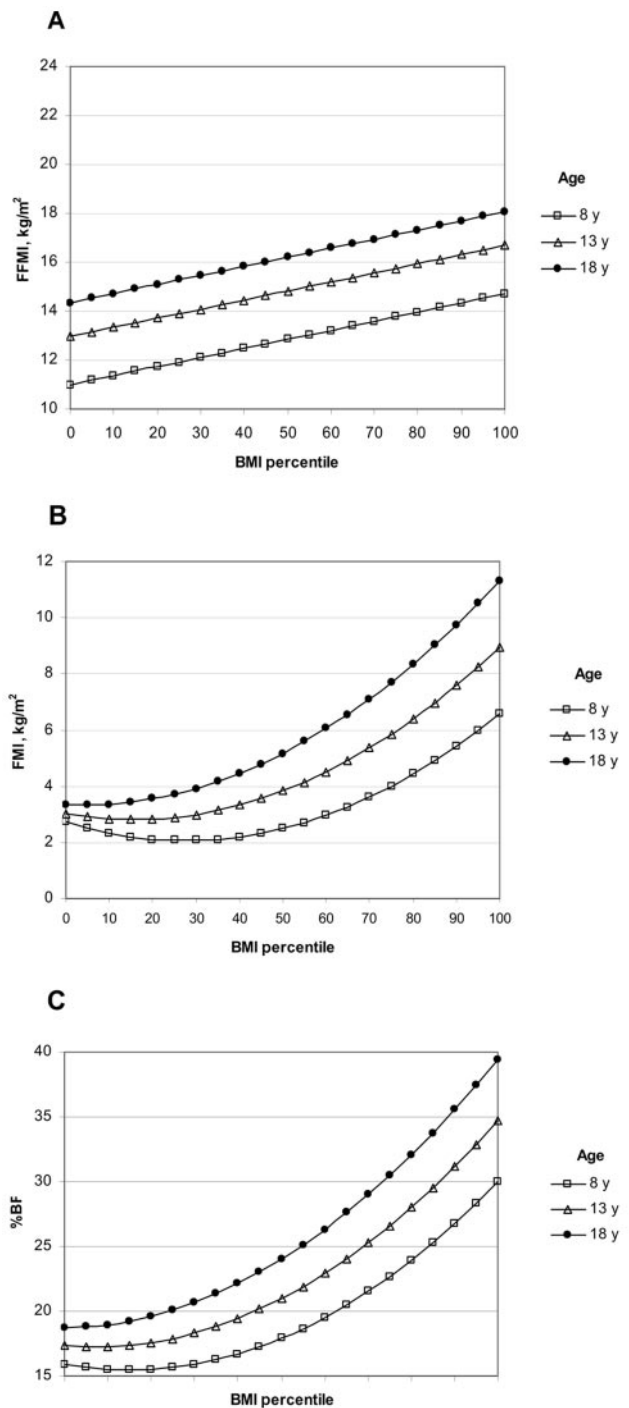 A
24
22
20
18
16
14
12
10
FFMI, kg/m²
0 10 20 30 40 50 60 70 80 90 100
BMI percentile
Age
8 y
13 y
18 y
B
12
10
8
6
4
2
0
FMI, kg/m²
0 10 20 30 40 50 60 70 80 90 100
BMI percentile
Age
8 y
13 y
18 y
C
40
35
30
25
20
15
%BF
BMI percentile
Age
8 y
13 y
18 y